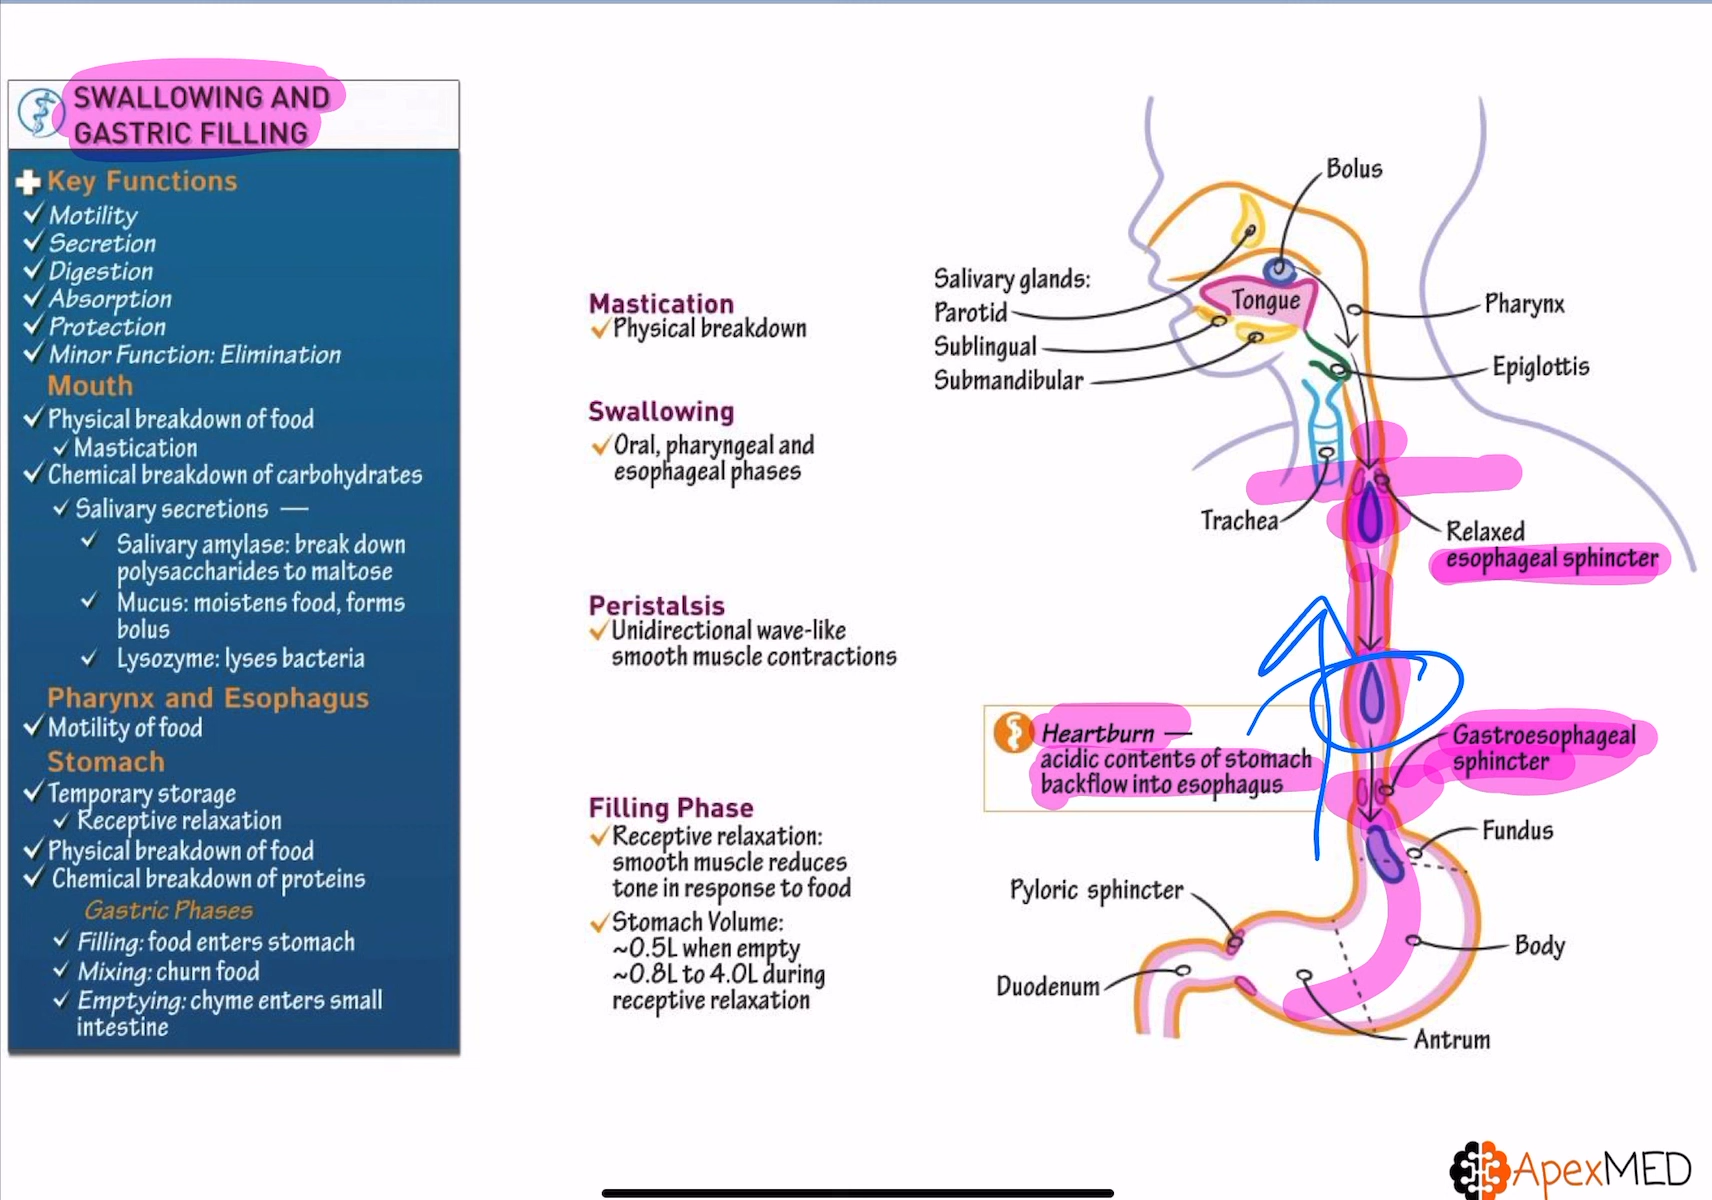 SWALLOWING AND
GASTRIC FILLING
Key Functions
Motility
Secretion
Digestion
Absorption
Protection
Minor Function: Elimination
Mouth
Physical breakdown of food
Mastication
Chemical breakdown of carbohydrates
Salivary secretions —
Salivary amylase: break down
polysaccharides to maltose
Mucus: moistens food, forms
bolus
Lysozyme: lyses bacteria
Pharynx and Esophagus
Motility of food
Stomach
Temporary storage
Receptive relaxation
Physical breakdown of food
Chemical breakdown of proteins
Gastric Phases
Filling: food enters stomach
Mixing: churn food
Emptying: chyme enters small
intestine
Mastication
Physical breakdown
Swallowing
Oral, pharyngeal and
esophageal phases
Peristalsis
Unidirectional wave-like
smooth muscle contractions
Filling Phase
Receptive relaxation:
smooth muscle reduces
tone in response to food
Stomach Volume:
~0.5L when empty
~0.8L to 4.0L during
receptive relaxation
Bolus
Salivary glands:
Parotid
Sublingual
Submandibular
Tongue
Pharynx
Epiglottis
Trachea
Relaxed
esophageal sphincter
Heartburn —
acidic contents of stomach
backflow into esophagus
Gastroesophageal
sphincter
Fundus
Pyloric sphincter
Body
Duodenum
Antrum
ApexMED